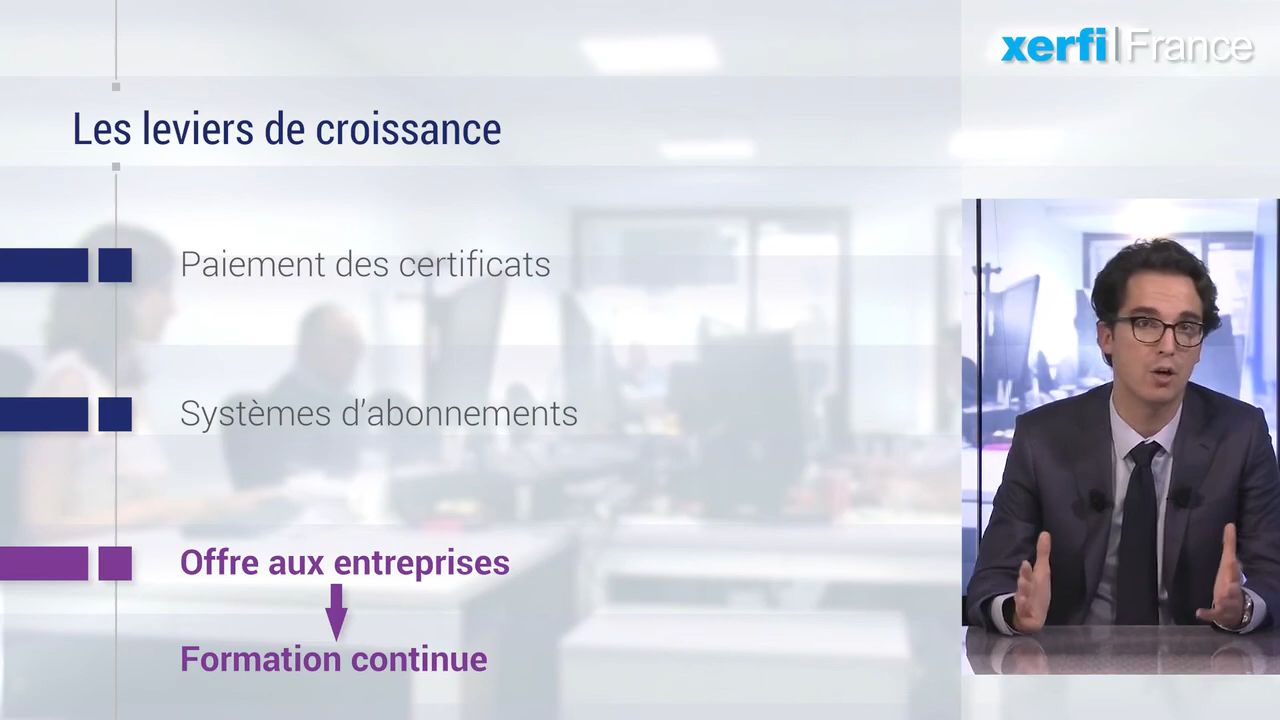 xerfi | France
Les leviers de croissance
Paiement des certificats
Systèmes d’abonnements
Offre aux entreprises
Formation continue